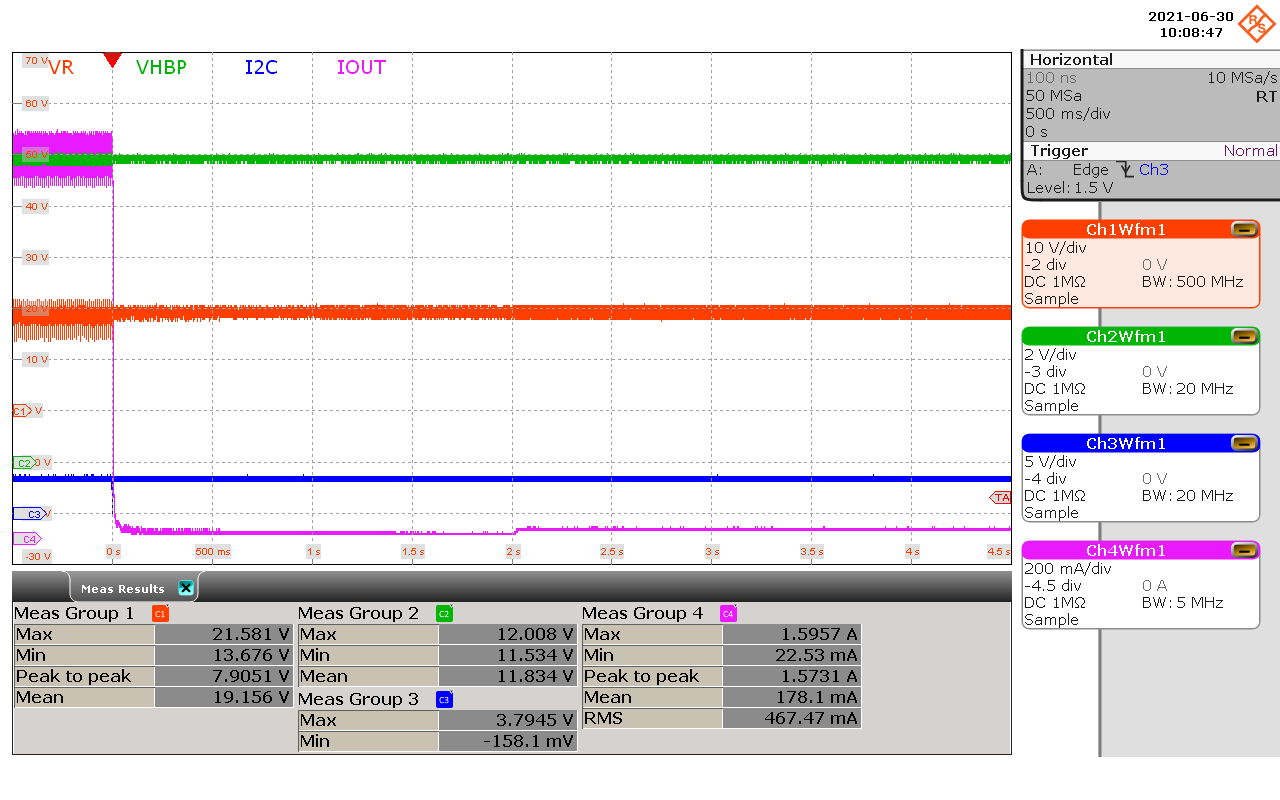 2021-06-30
10:08:47
R&S
VR VHBP I2C IOUT
70 V
60 V
50 V
40 V
30 V
20 V
10 V
C1 V
C2 0 V
C3 V
C4
-30 V
TA
0 s 500 ms 1 s 1.5 s 2 s 2.5 s 3 s 3.5 s 4 s 4.5 s
Horizontal
100 ns 10 MSa/s
50 MSa RT
500 ms/div
0 s
Trigger Normal
A: Edge Ch3
Level: 1.5 V
Ch1Wfm1
10 V/div
-2 div 0 V
DC 1MΩ BW: 500 MHz
Sample
Ch2Wfm1
2 V/div
-3 div 0 V
DC 1MΩ BW: 20 MHz
Sample
Ch3Wfm1
5 V/div
-4 div 0 V
DC 1MΩ BW: 20 MHz
Sample
Ch4Wfm1
200 mA/div
-4.5 div 0 A
DC 1MΩ BW: 5 MHz
Sample
Meas Results
Meas Group 1 C1
Max 21.581 V
Min 13.676 V
Peak to peak 7.9051 V
Mean 19.156 V
Meas Group 2 C2
Max 12.008 V
Min 11.534 V
Mean 11.834 V
Meas Group 3 C3
Max 3.7945 V
Min -158.1 mV
Meas Group 4 C4
Max 1.5957 A
Min 22.53 mA
Peak to peak 1.5731 A
Mean 178.1 mA
RMS 467.47 mA